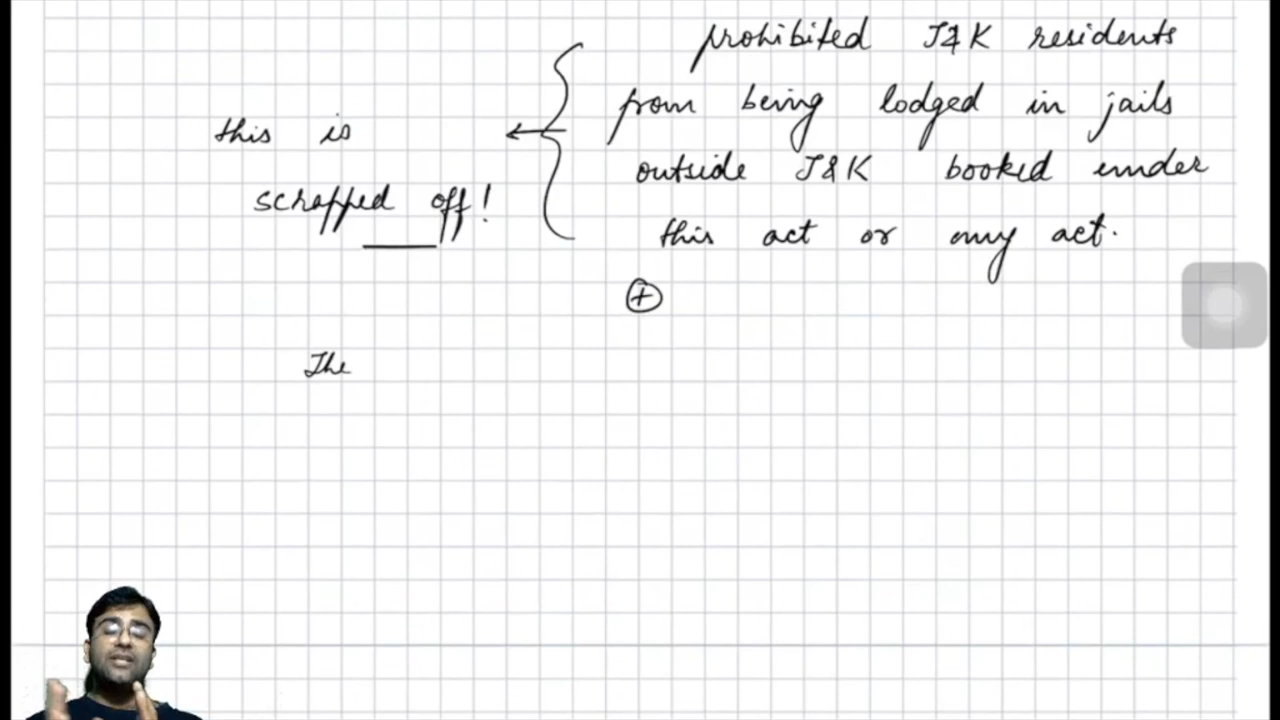 prohibited J&K residents
from being lodged in jails
outside J&K booked under
this act or any act.
this is
scrapped off!
+
The